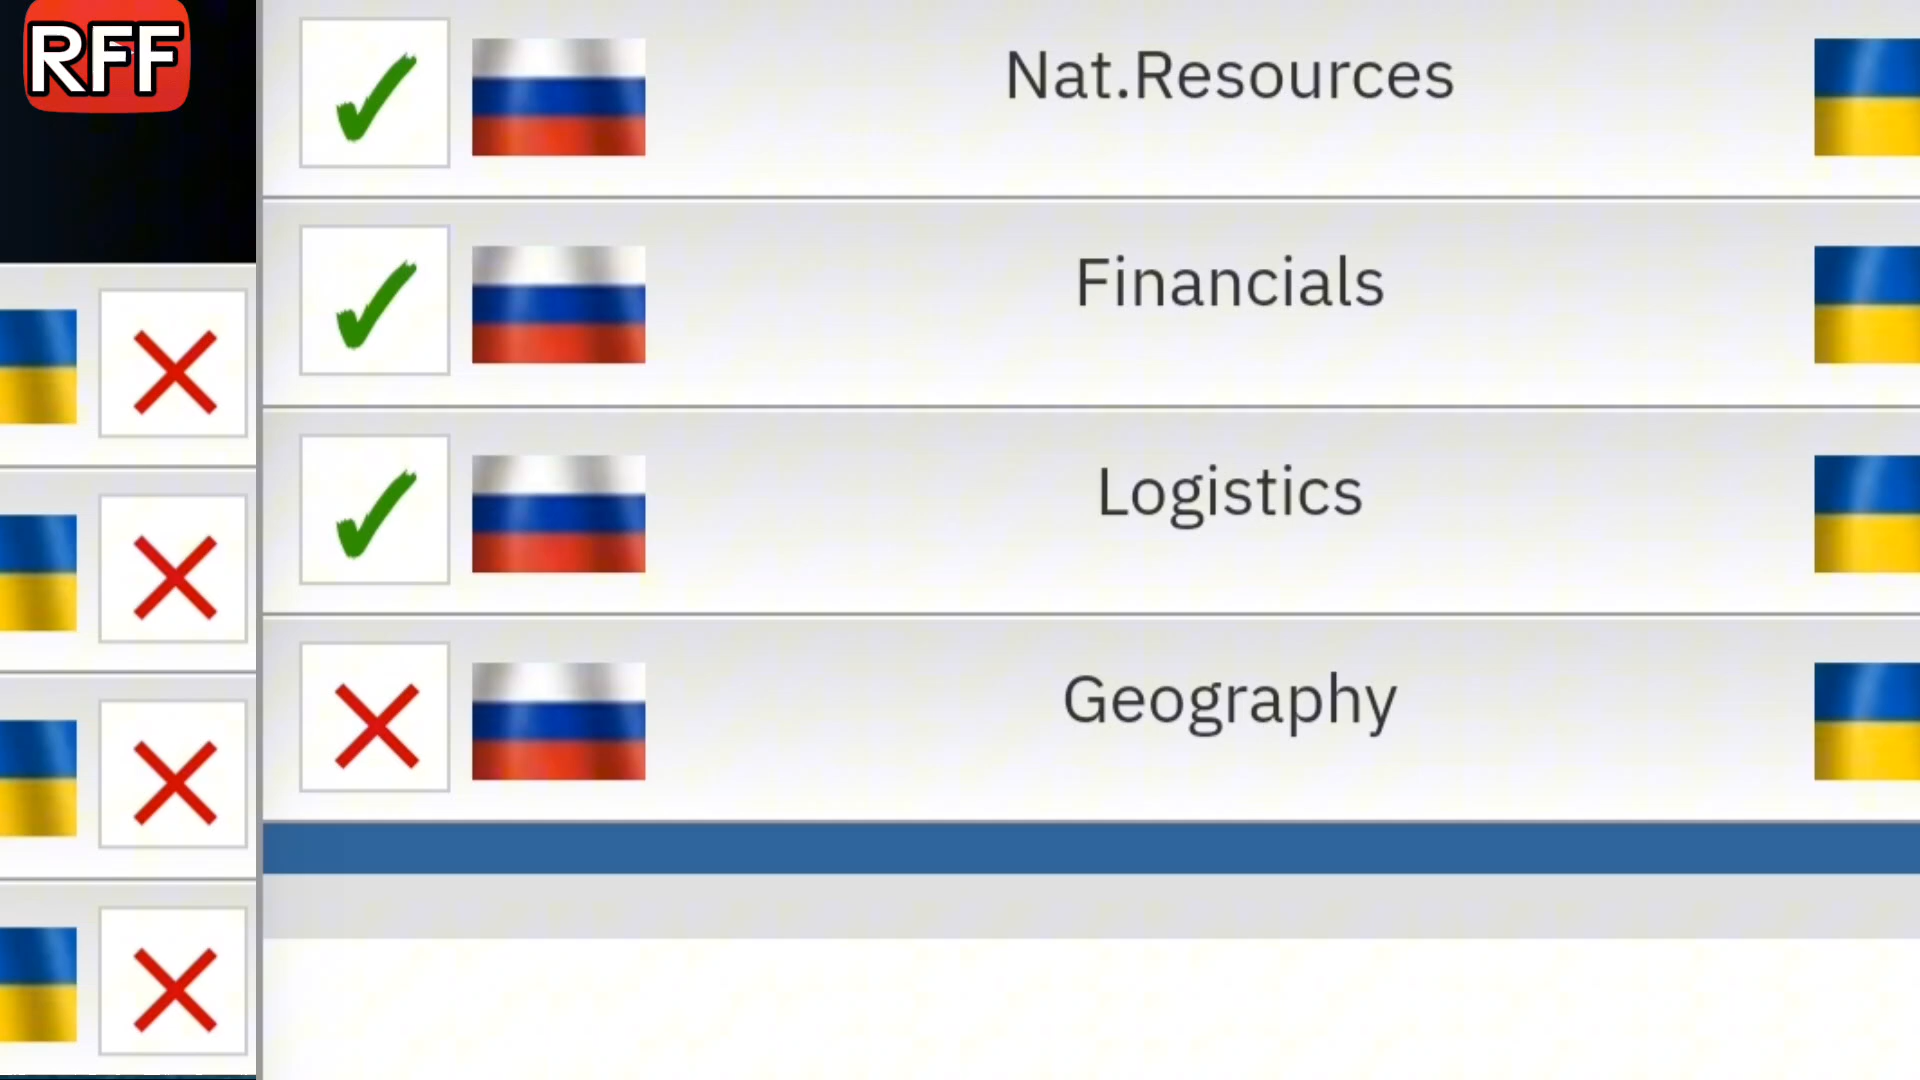 RFF
Nat.Resources
Financials
Logistics
Geography